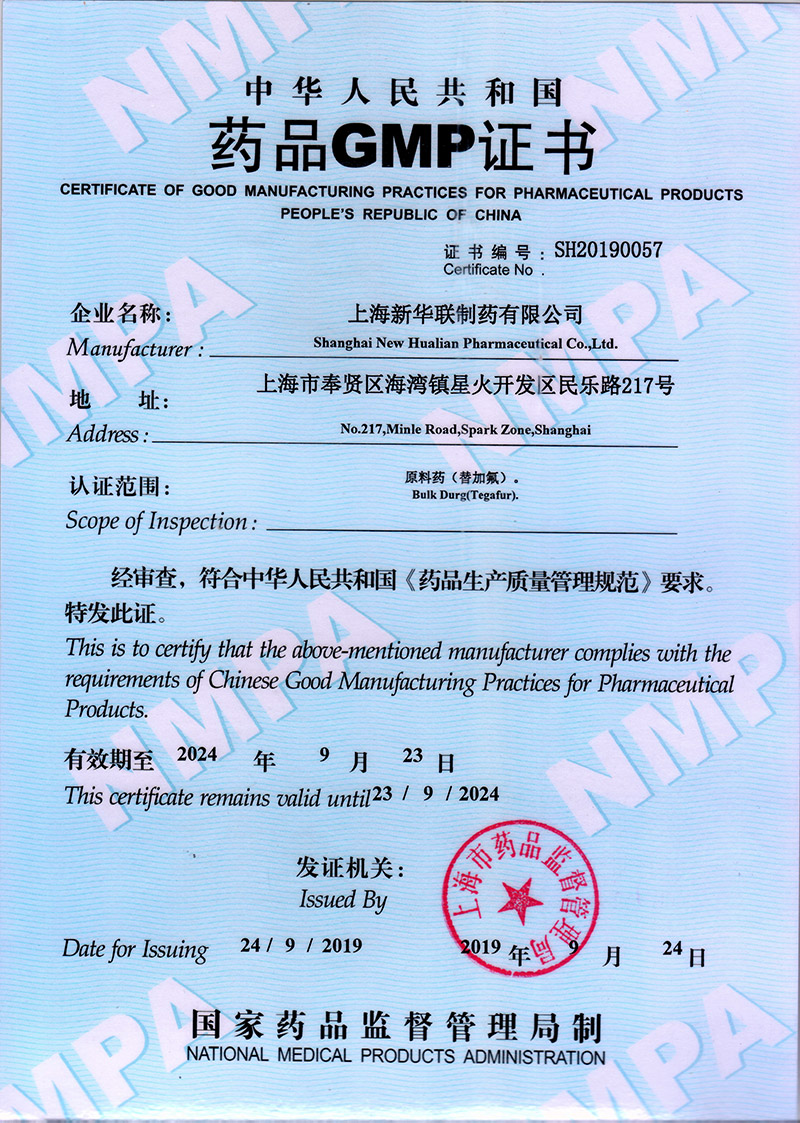 中华人民共和国
药品GMP证书
CERTIFICATE OF GOOD MANUFACTURING PRACTICES FOR PHARMACEUTICAL PRODUCTS
PEOPLE'S REPUBLIC OF CHINA
证书编号: SH20190057
Certificate No .
企业名称: 上海新华联制药有限公司
Manufacturer : Shanghai New Hualian Pharmaceutical Co.,Ltd.
地 址: 上海市奉贤区海湾镇星火开发区民乐路217号
Address : No.217,Minle Road,Spark Zone,Shanghai
认证范围: 原料药(替加氟)。
Scope of Inspection : Bulk Durg(Tegafur).
经审查,符合中华人民共和国《药品生产质量管理规范》要求。
特发此证。
This is to certify that the above-mentioned manufacturer complies with the
requirements of Chinese Good Manufacturing Practices for Pharmaceutical
Products.
有效期至 2024 年 9 月 23 日
This certificate remains valid until 23 / 9 / 2024
发证机关:
Issued By
上海市药品监督管理局
Date for Issuing 24 / 9 / 2019 2019 年 9 月 24 日
国家药品监督管理局制
NATIONAL MEDICAL PRODUCTS ADMINISTRATION
NMPA
NMPA
NMPA
NMPA
NMPA
NMPA
NMPA
NMPA